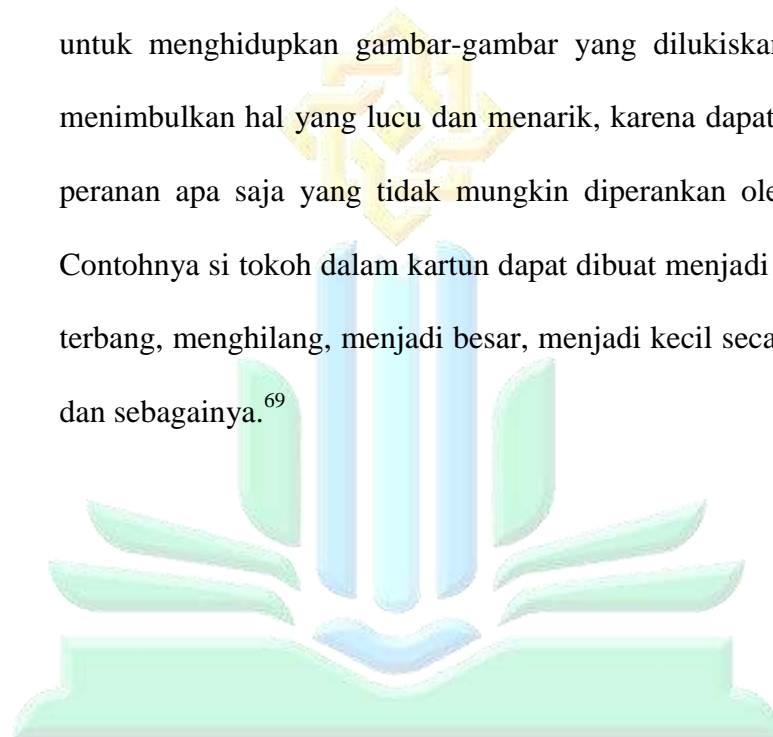 untuk menghidupkan gambar-gambar yang dilukiskan
menimbulkan hal yang lucu dan menarik, karena dapat
peranan apa saja yang tidak mungkin diperankan ole
Contohnya si tokoh dalam kartun dapat dibuat menjadi
terbang, menghilang, menjadi besar, menjadi kecil seca
dan sebagainya.69